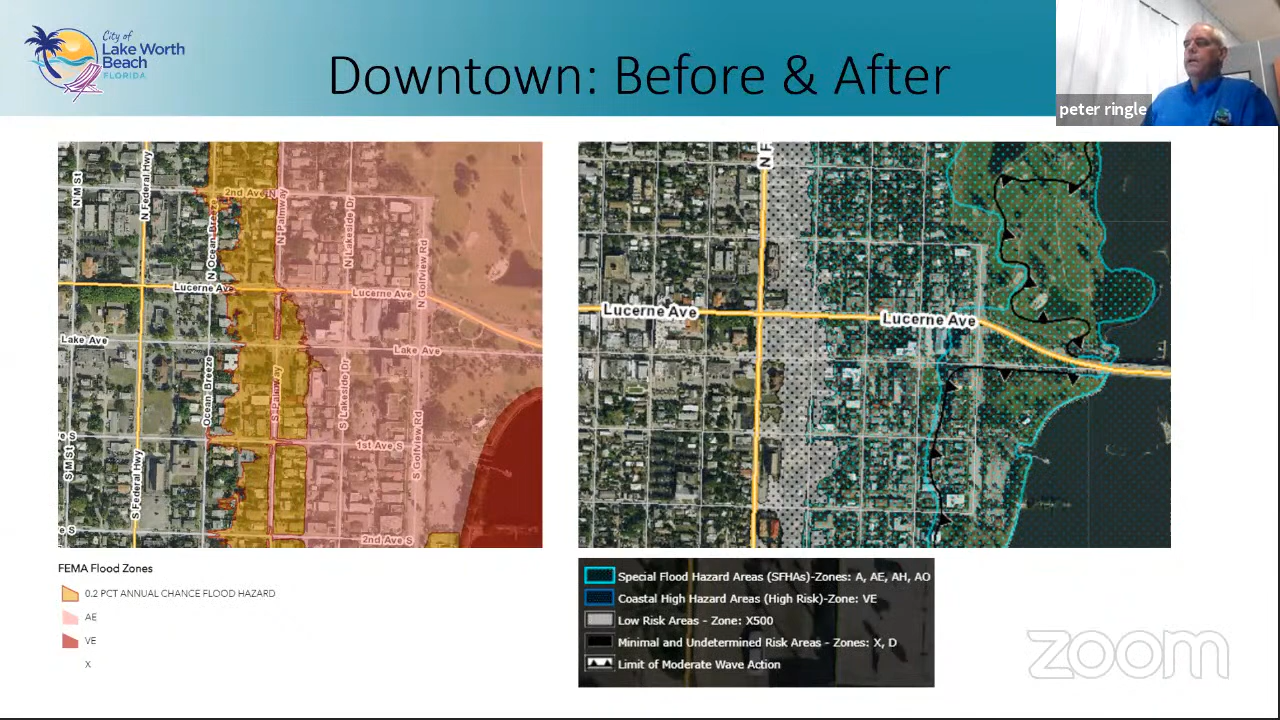 City of
Lake Worth
Beach
FLORIDA
Downtown: Before & After
peter ringle
N M St
N Federal Hwy
2nd Ave N
N Ocean Breeze
N Palmway
N Lakeside Dr
N Golfview Rd
Lucerne Ave
Lucerne Ave
Lake Ave
Lake Ave
Ocean Breeze
S Palmway
S Lakeside Dr
S Golfview Rd
1st Ave S
ve S
S M St
S Federal Hwy
ve S
2nd Ave S
N F
Lucerne Ave
Lucerne Ave
FEMA Flood Zones
0.2 PCT ANNUAL CHANCE FLOOD HAZARD
AE
VE
X
Special Flood Hazard Areas (SFHAs)-Zones: A, AE, AH, AO
Coastal High Hazard Areas (High Risk)-Zone: VE
Low Risk Areas - Zone: X500
Minimal and Undetermined Risk Areas - Zones: X, D
Limit of Moderate Wave Action
zoom